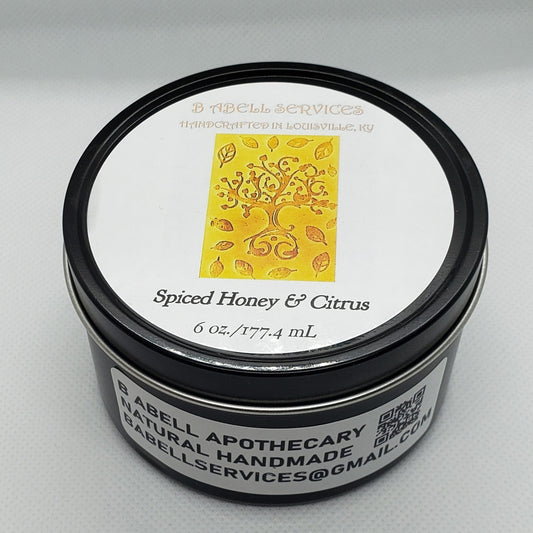 B ABELL SERVICES
HANDCRAFTED IN LOUISVILLE, KY
Spiced Honey & Citrus
6 oz./177.4 mL
B ABELL APOTHECARY
NATURAL HANDMADE
BABELLSERVICES@GMAIL.COM